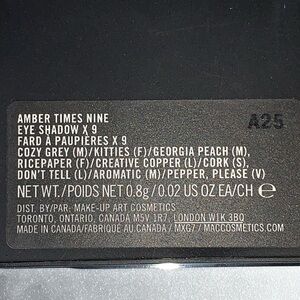 AMBER TIMES NINE
A25
EYE SHADOW X 9
FARD À PAUPIÈRES X 9
COZY GREY (M)/KITTIES (F)/GEORGIA PEACH (M),
RICEPAPER (F)/CREATIVE COPPER (L)/CORK (S),
DON'T TELL (L)/AROMATIC (M)/PEPPER, PLEASE (V)
NET WT./POIDS NET 0.8g/0.02 US OZ EA/CH ℮
DIST. BY/PAR: MAKE-UP ART COSMETICS
TORONTO, ONTARIO, CANADA M5V 1R7, LONDON W1K 3BQ
MADE IN CANADA/FABRIQUÉ AU CANADA / MXG7 / MACCOSMETICS.COM